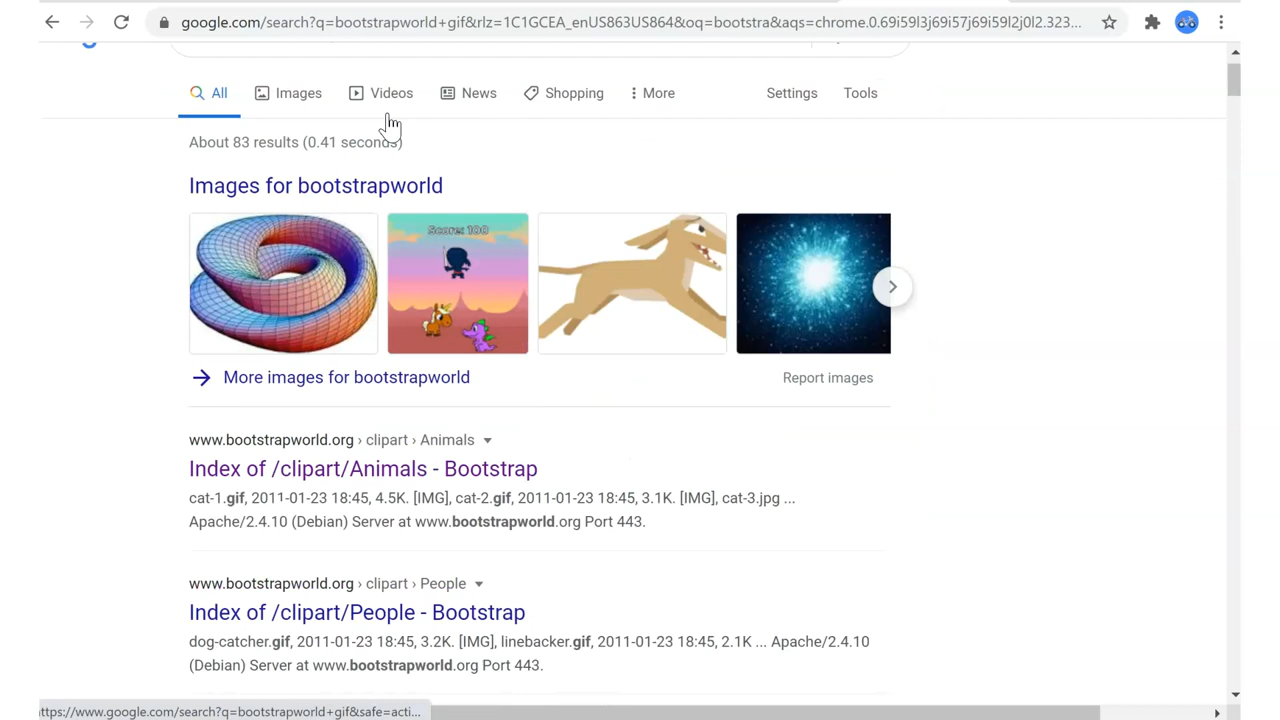 google.com/search?q=bootstrapworld+gif&rlz=1C1GCEA_enUS863US864&oq=bootstra&aqs=chrome.0.69i59l3j69i57j69i59l2j0l2.323...
All Images Videos News Shopping More Settings Tools
About 83 results (0.41 seconds)
Images for bootstrapworld
Score: 100
More images for bootstrapworld Report images
www.bootstrapworld.org › clipart › Animals
Index of /clipart/Animals - Bootstrap
cat-1.gif, 2011-01-23 18:45, 4.5K. [IMG], cat-2.gif, 2011-01-23 18:45, 3.1K. [IMG], cat-3.jpg ...
Apache/2.4.10 (Debian) Server at www.bootstrapworld.org Port 443.
www.bootstrapworld.org › clipart › People
Index of /clipart/People - Bootstrap
dog-catcher.gif, 2011-01-23 18:45, 3.2K. [IMG], linebacker.gif, 2011-01-23 18:45, 2.1K ... Apache/2.4.10
(Debian) Server at www.bootstrapworld.org Port 443.
ttps://www.google.com/search?q=bootstrapworld+gif&safe=acti...